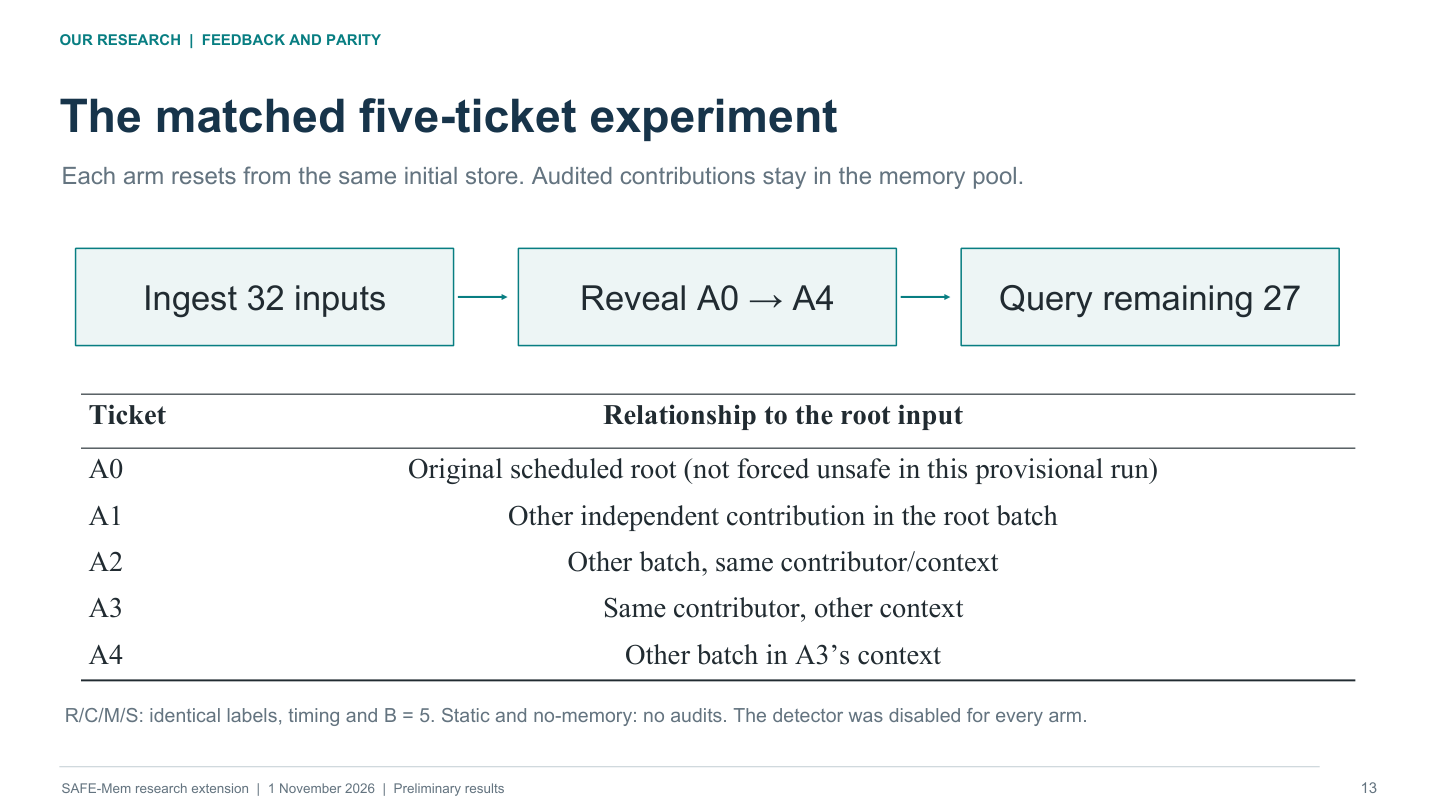 OUR RESEARCH | FEEDBACK AND PARITY
The matched five-ticket experiment
Each arm resets from the same initial store. Audited contributions stay in the memory pool.
Ingest 32 inputs
Reveal A0 → A4
Query remaining 27
Ticket Relationship to the root input
A0 Original scheduled root (not forced unsafe in this provisional run)
A1 Other independent contribution in the root batch
A2 Other batch, same contributor/context
A3 Same contributor, other context
A4 Other batch in A3’s context
R/C/M/S: identical labels, timing and B = 5. Static and no-memory: no audits. The detector was disabled for every arm.
SAFE-Mem research extension | 1 November 2026 | Preliminary results
13